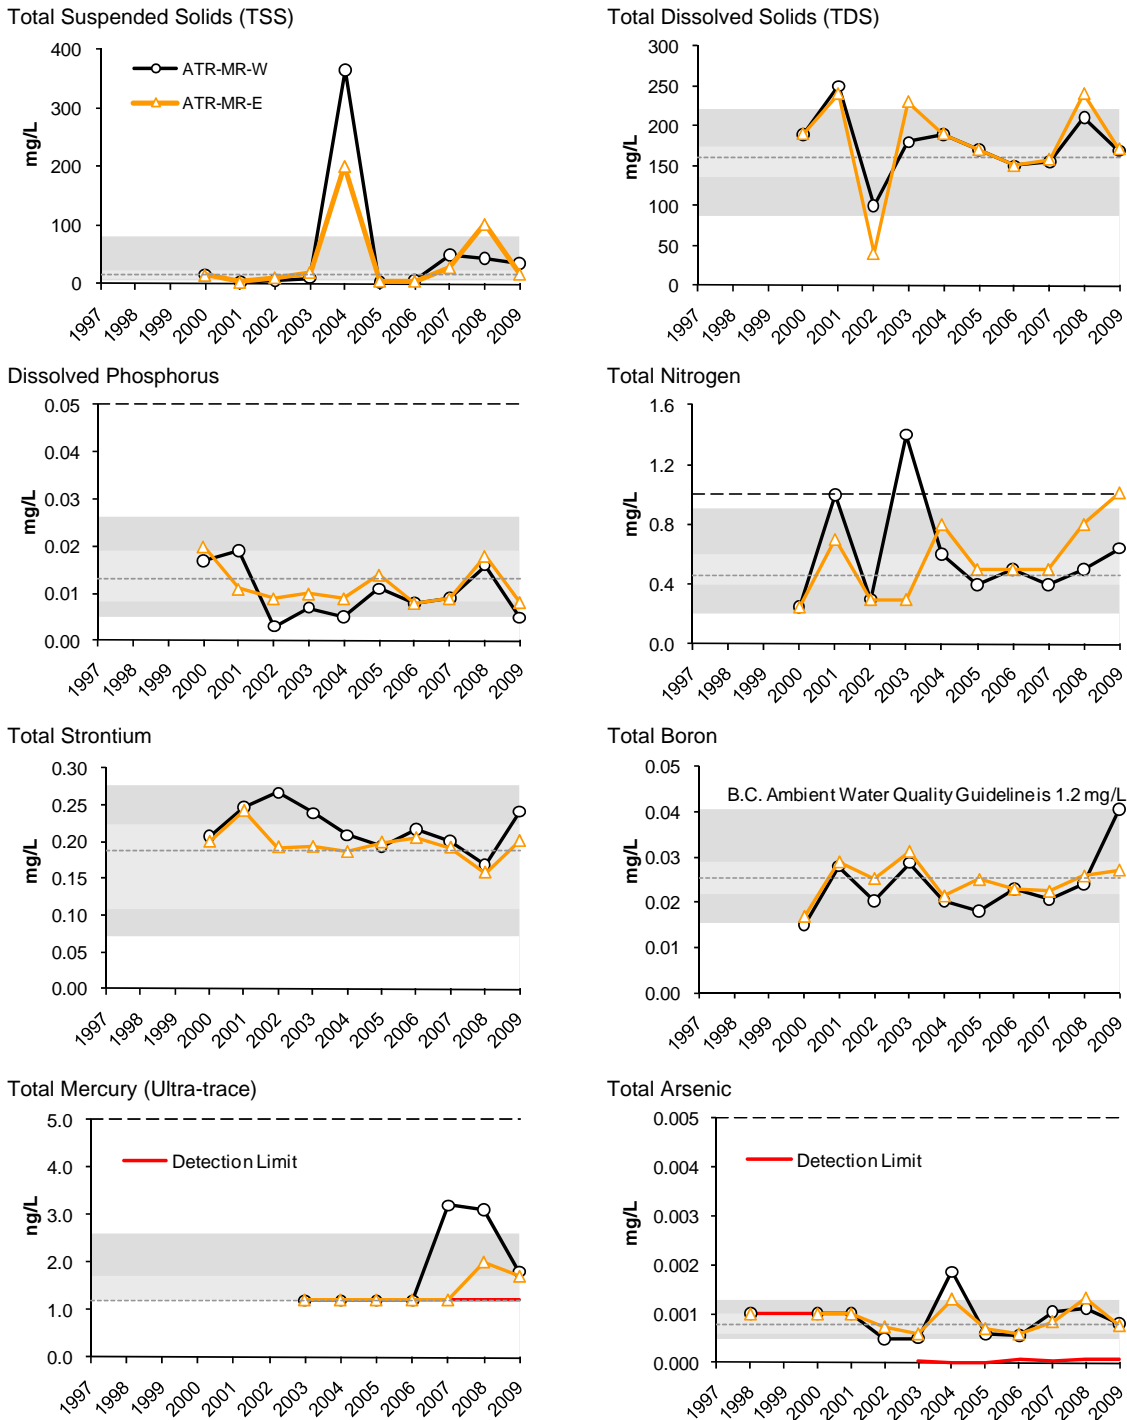 Total Suspended Solids (TSS)
400
300
200
100
0
mg/L
ATR-MR-W
ATR-MR-E
1997 1998 1999 2000 2001 2002 2003 2004 2005 2006 2007 2008 2009
Total Dissolved Solids (TDS)
300
250
200
150
100
50
0
mg/L
1997 1998 1999 2000 2001 2002 2003 2004 2005 2006 2007 2008 2009
Dissolved Phosphorus
0.05
0.04
0.03
0.02
0.01
0.00
mg/L
1997 1998 1999 2000 2001 2002 2003 2004 2005 2006 2007 2008 2009
Total Nitrogen
1.6
1.2
0.8
0.4
0.0
mg/L
1997 1998 1999 2000 2001 2002 2003 2004 2005 2006 2007 2008 2009
Total Strontium
0.30
0.25
0.20
0.15
0.10
0.05
0.00
mg/L
1997 1998 1999 2000 2001 2002 2003 2004 2005 2006 2007 2008 2009
Total Boron
0.05
0.04
0.03
0.02
0.01
0.00
mg/L
B.C. Ambient Water Quality Guideline is 1.2 mg/L
1997 1998 1999 2000 2001 2002 2003 2004 2005 2006 2007 2008 2009
Total Mercury (Ultra-trace)
5.0
4.0
3.0
2.0
1.0
0.0
ng/L
Detection Limit
1997 1998 1999 2000 2001 2002 2003 2004 2005 2006 2007 2008 2009
Total Arsenic
0.005
0.004
0.003
0.002
0.001
0.000
mg/L
Detection Limit
1997 1998 1999 2000 2001 2002 2003 2004 2005 2006 2007 2008 2009